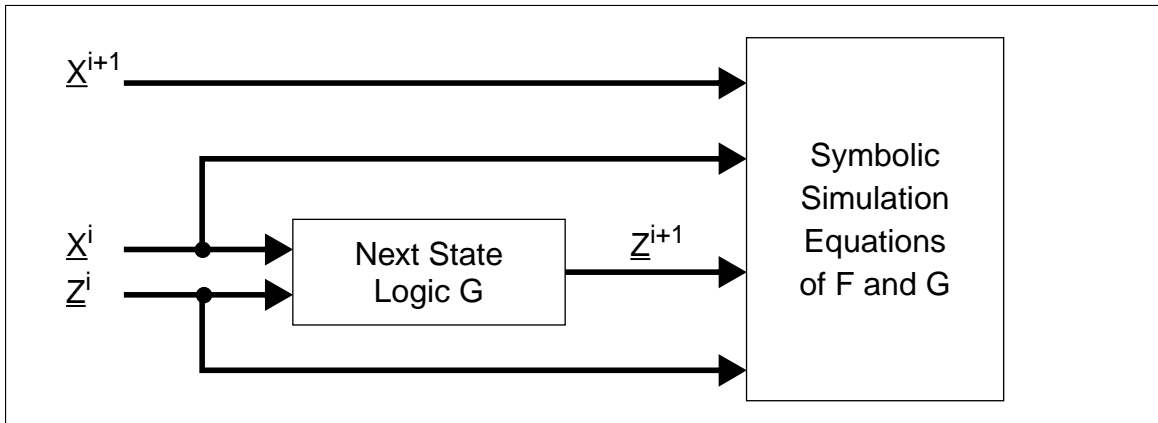 X^i+1
Symbolic
Simulation
Equations
of F and G
X^i
Z^i
Next State
Logic G
Z^i+1